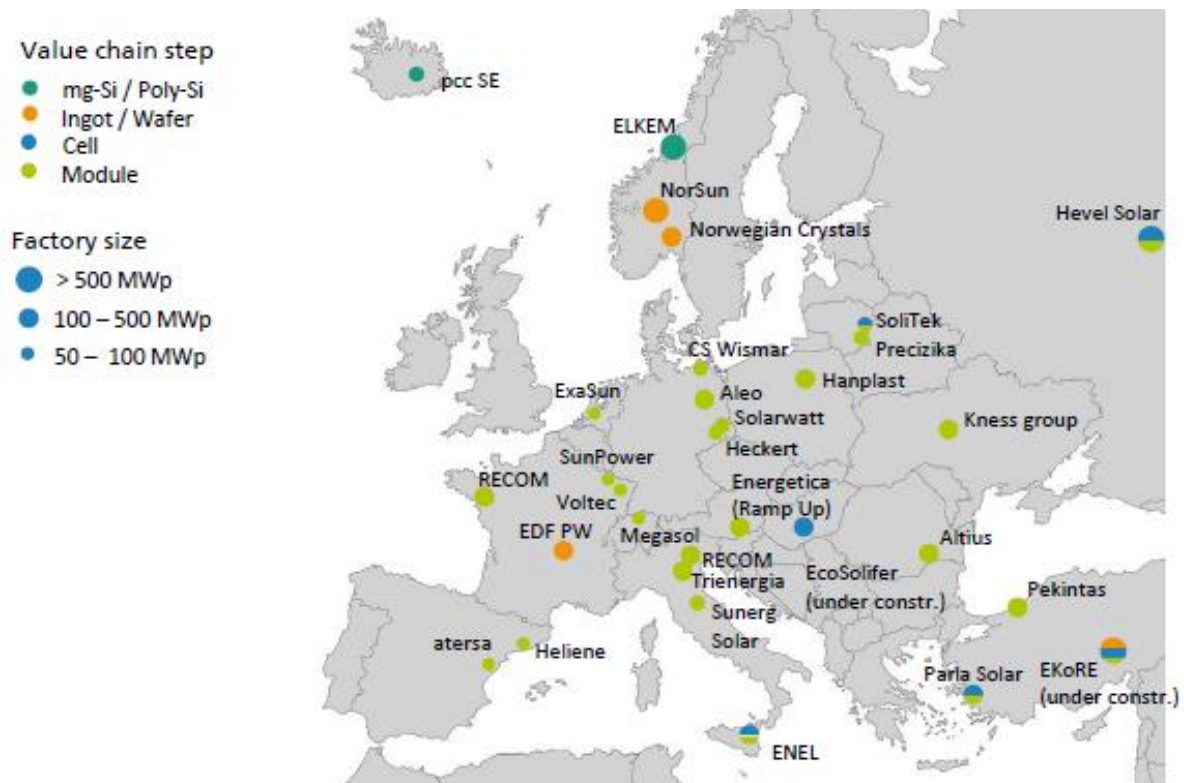 Value chain step
mg-Si / Poly-Si
Ingot / Wafer
Cell
Module
Factory size
> 500 MWp
100 – 500 MWp
50 – 100 MWp
pcc SE
ELKEM
NorSun
Norwegian Crystals
Hevel Solar
SoliTek
Precizika
CS Wismar
Hanplast
Aleo
ExaSun
Solarwatt
Kness group
Heckert
SunPower
RECOM
Energetica
(Ramp Up)
Voltec
EDF PW
Megasol
Altius
RECOM
Trienergia
EcoSolifer
(under constr.)
Pekintas
Sunerg
Solar
atersa
Heliene
Parla Solar
EKoRE
(under constr.)
ENEL